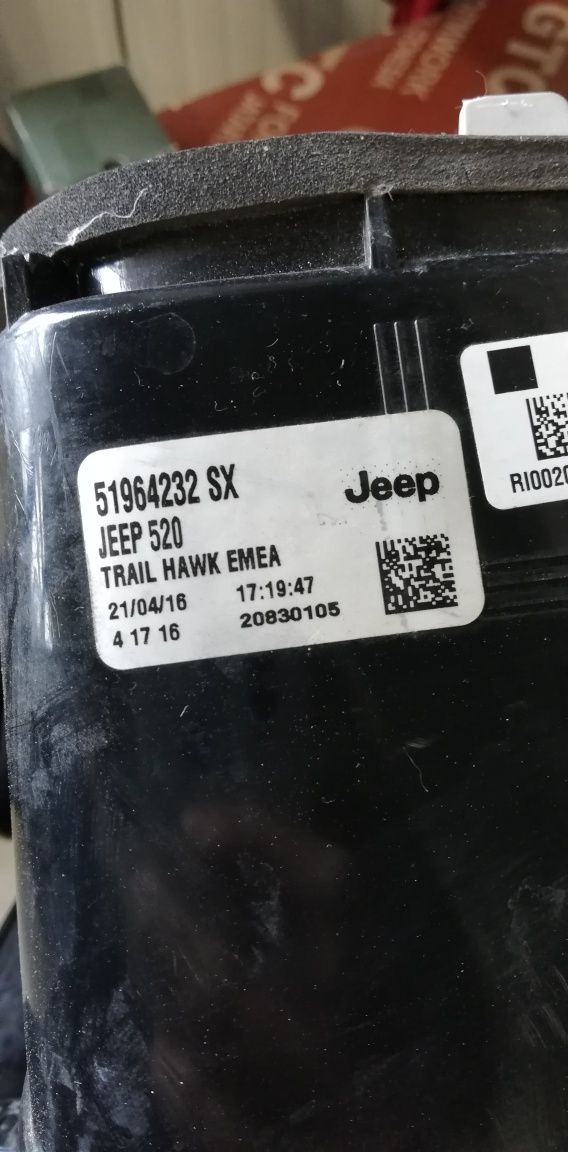 51964232 SX
Jeep
JEEP 520
TRAIL HAWK EMEA
21/04/16 17:19:47
4 17 16 20830105
RI0020